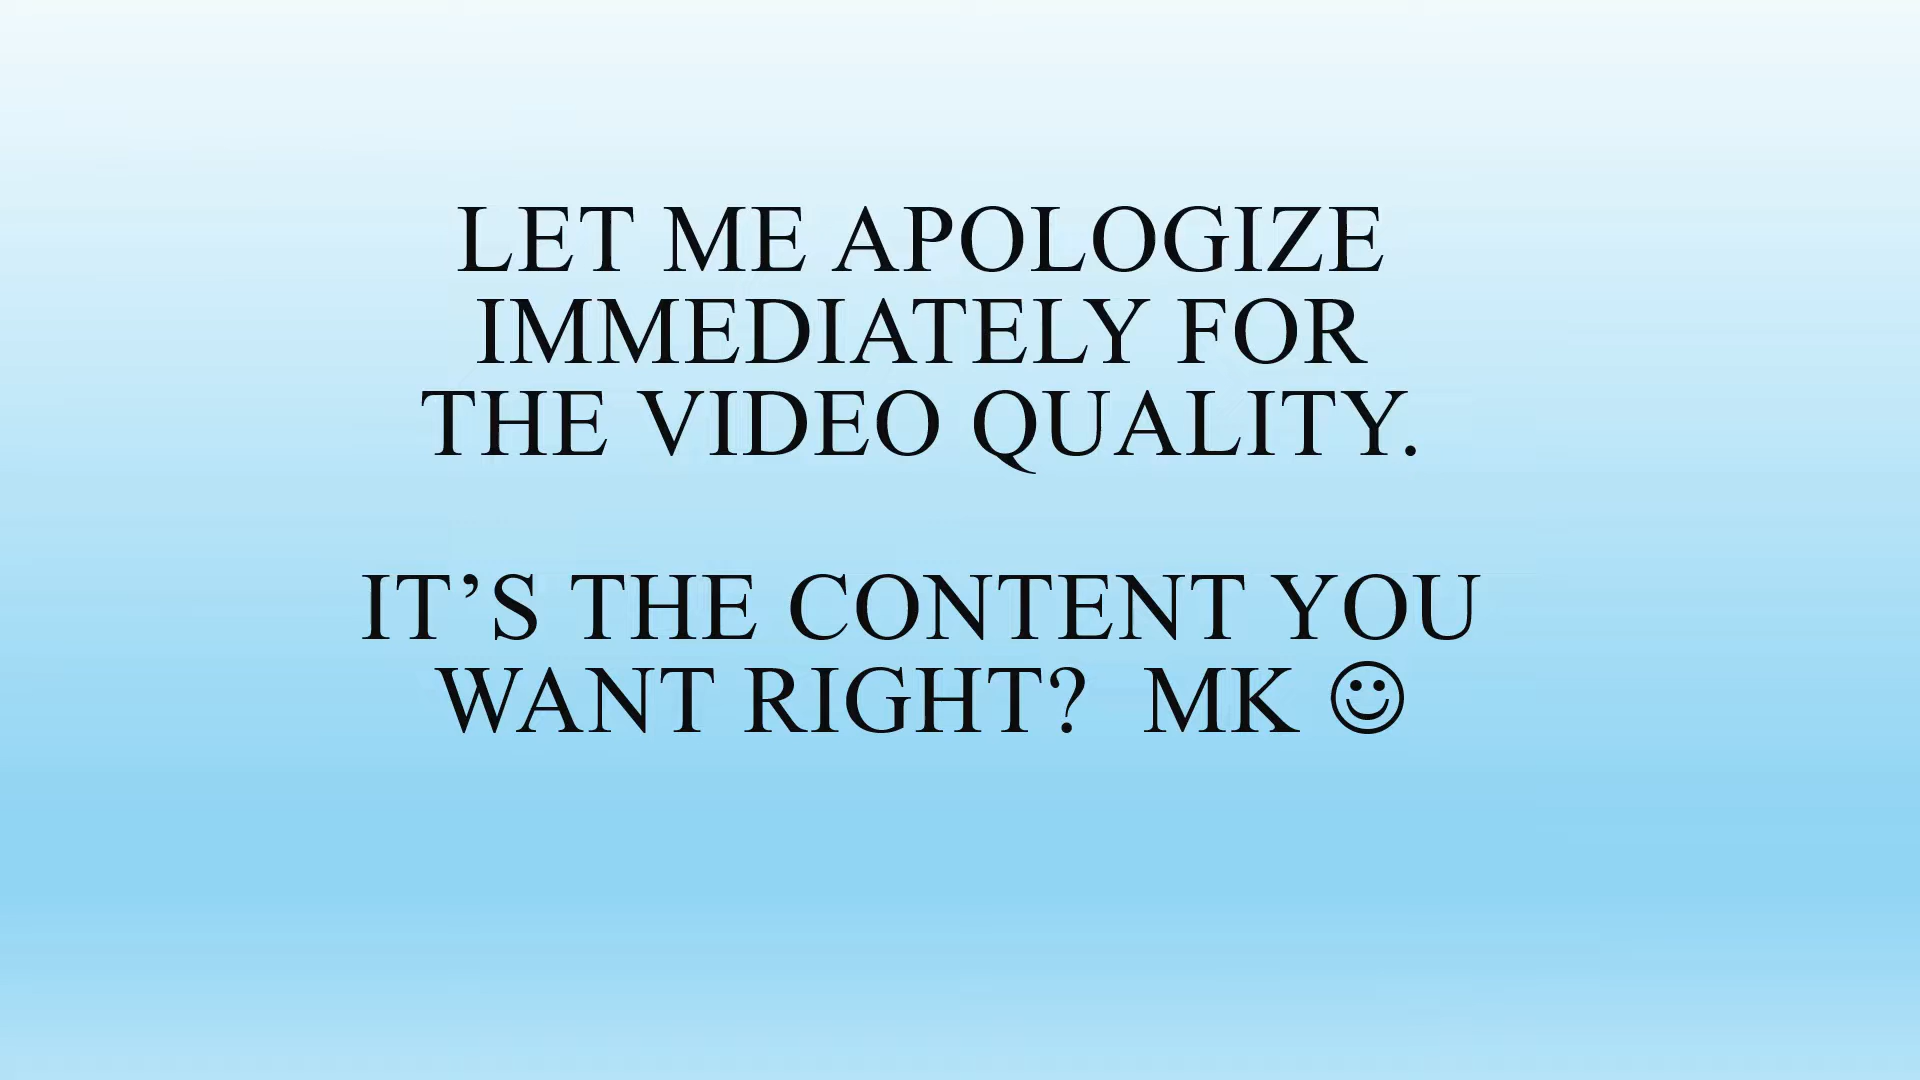 LET ME APOLOGIZE
IMMEDIATELY FOR
THE VIDEO QUALITY.
IT’S THE CONTENT YOU
WANT RIGHT?  MK ☺